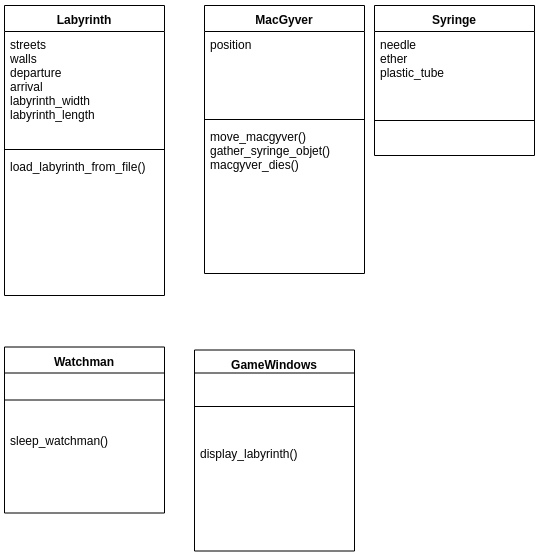 Labyrinth
streets
walls
departure
arrival
labyrinth_width
labyrinth_length
load_labyrinth_from_file()
MacGyver
position
move_macgyver()
gather_syringe_objet()
macgyver_dies()
Syringe
needle
ether
plastic_tube
Watchman
sleep_watchman()
GameWindows
display_labyrinth()